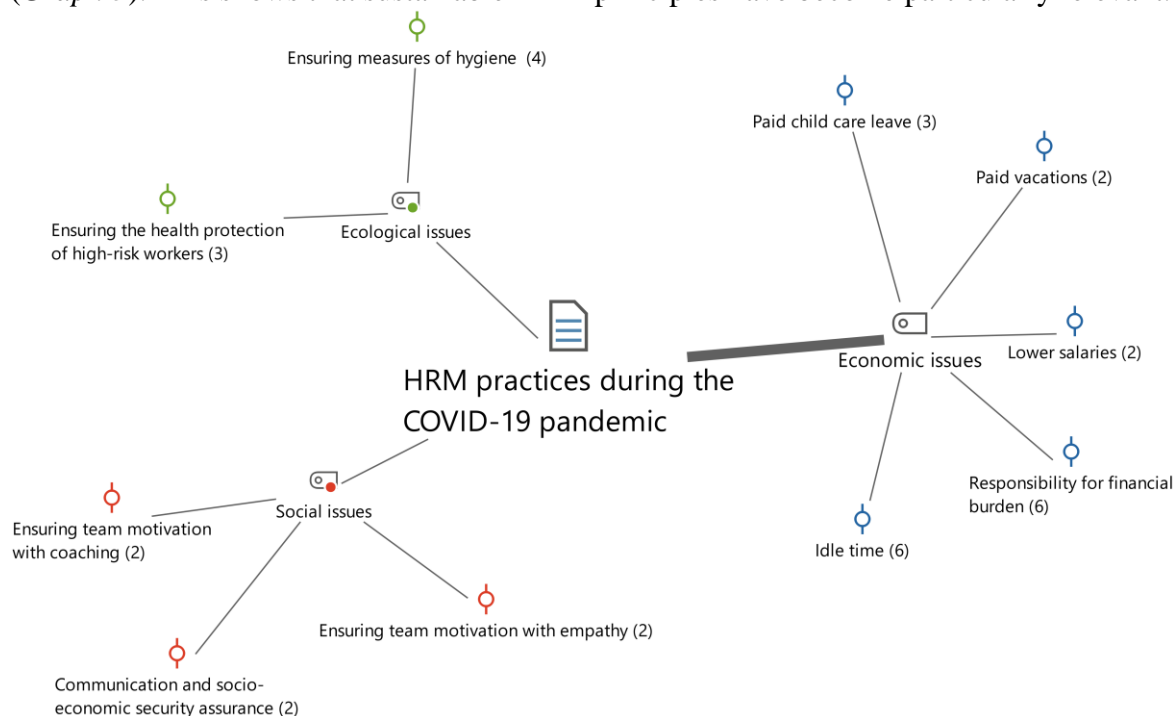 Ensuring measures of hygiene (4)
Paid child care leave (3)
Paid vacations (2)
Ensuring the health protection
of high-risk workers (3)
Ecological issues
Economic issues
Lower salaries (2)
HRM practices during the
COVID-19 pandemic
Responsibility for financial
burden (6)
Idle time (6)
Social issues
Ensuring team motivation
with coaching (2)
Ensuring team motivation with empathy (2)
Communication and socio-
economic security assurance (2)